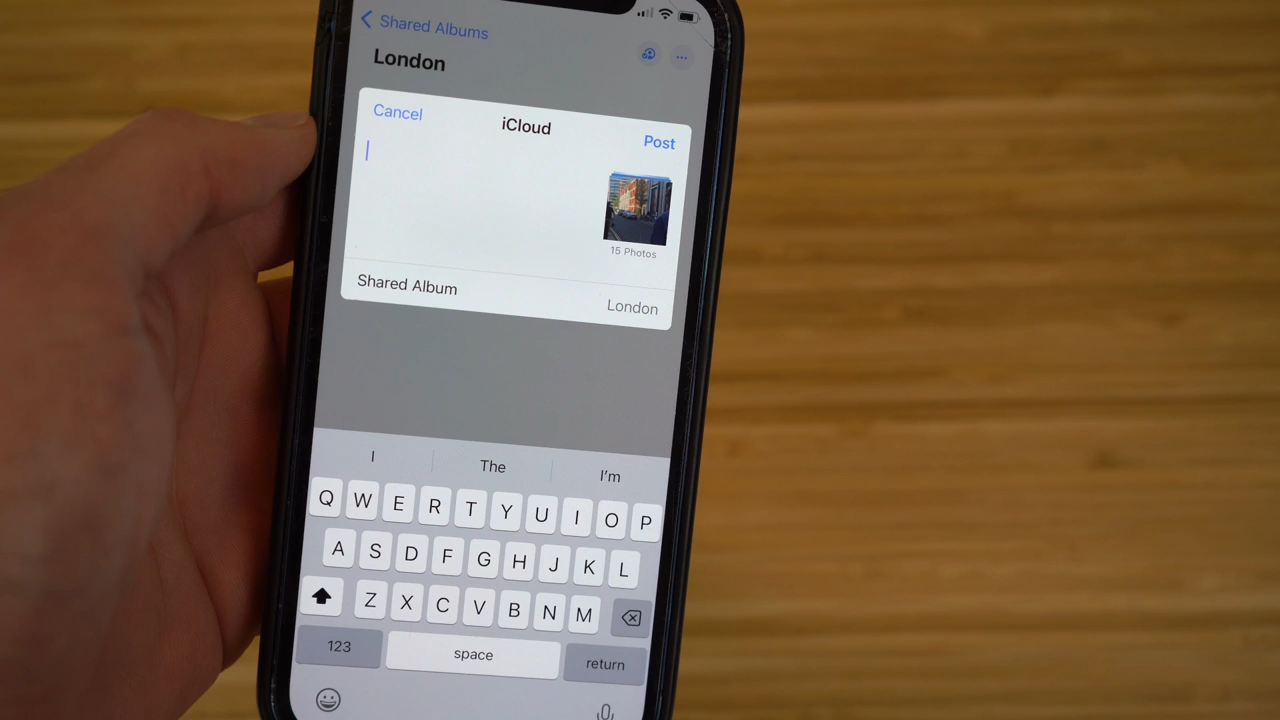 Shared Albums
London
Cancel
iCloud
Post
15 Photos
Shared Album
London
I
The
I'm
Q W E R T Y U I O P
A S D F G H J K L
Z X C V B N M
123
space
return